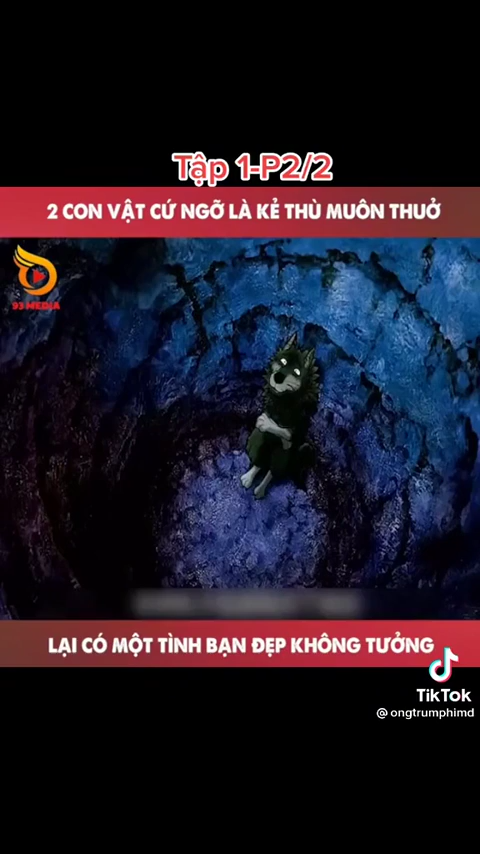 Tập 1-P2/2
2 CON VẬT CỨ NGỠ LÀ KẺ THÙ MUÔN THUỞ
93 MEDIA
LẠI CÓ MỘT TÌNH BẠN ĐẸP KHÔNG TƯỞNG
TikTok
@ongtrumphimd